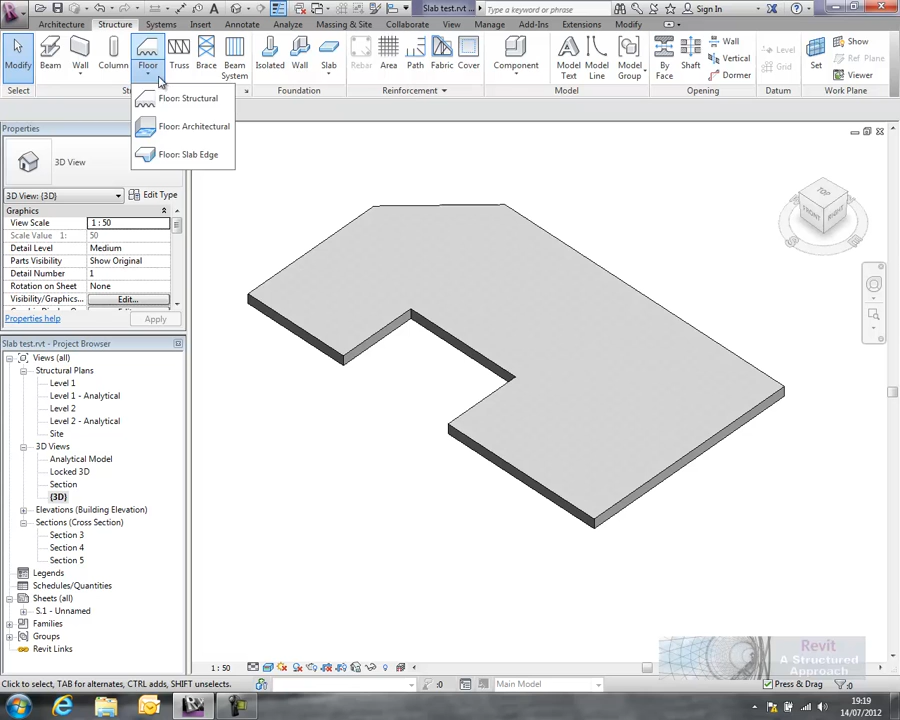 Slab test.rvt - P...
Type a keyword or phrase
Sign In
Architecture Structure Systems Insert Annotate Analyze Massing & Site Collaborate View Manage Add-Ins Extensions Modify
Modify Beam Wall Column Floor Truss Brace Beam System Isolated Wall Slab Rebar Area Path Fabric Cover Component Model Text Model Line Model Group By Face Shaft Wall Vertical Dormer Level Grid Set Show Viewer
Select Foundation Reinforcement Model Opening Datum Work Plane
Floor: Structural
Floor: Architectural
Floor: Slab Edge
Properties
3D View
3D View: {3D} Edit Type
Graphics
View Scale 1 : 50
Scale Value 1: 50
Detail Level Medium
Parts Visibility Show Original
Detail Number 1
Rotation on Sheet None
Visibility/Graphics... Edit...
Properties help Apply
TOP
FRONT RIGHT
Slab test.rvt - Project Browser
Views (all)
Structural Plans
Level 1
Level 1 - Analytical
Level 2
Level 2 - Analytical
Site
3D Views
Analytical Model
Locked 3D
Section
{3D}
Elevations (Building Elevation)
Sections (Cross Section)
Section 3
Section 4
Section 5
Legends
Schedules/Quantities
Sheets (all)
S.1 - Unnamed
Families
Groups
Revit Links
1 : 50
Revit
A Structured
Approach
Click to select, TAB for alternates, CTRL adds, SHIFT unselects.
:0
Main Model
Press & Drag
:0
19:19
14/07/2012